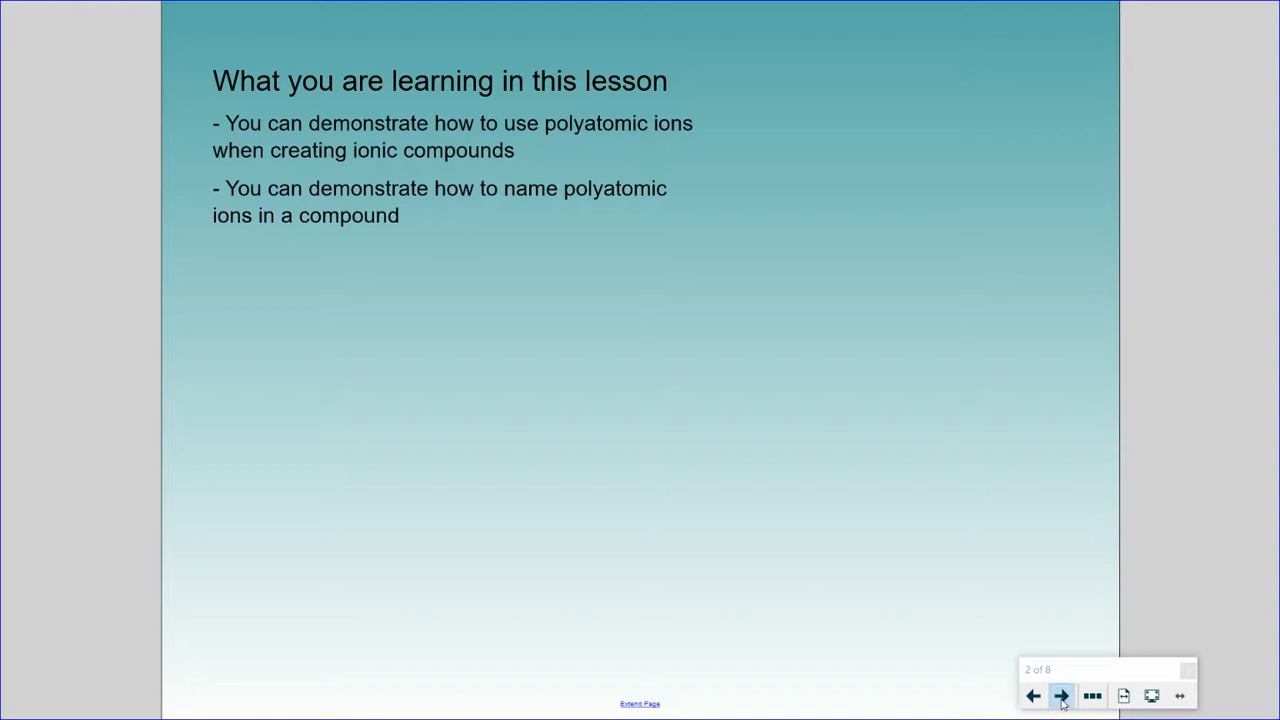 What you are learning in this lesson
- You can demonstrate how to use polyatomic ions
when creating ionic compounds
- You can demonstrate how to name polyatomic
ions in a compound
2 of 8
Extend Page